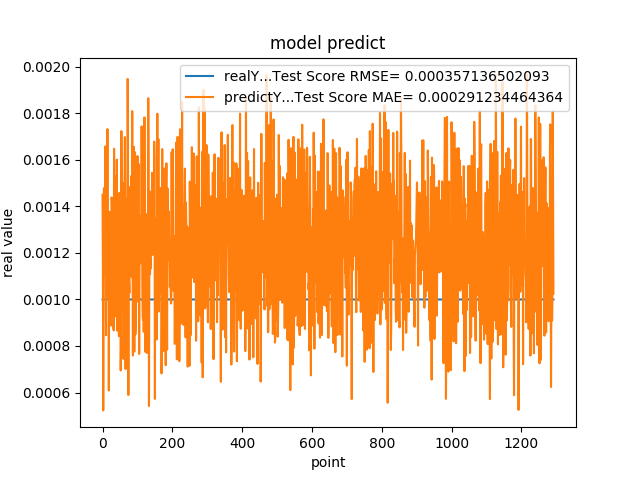 model predict
realY...Test Score RMSE= 0.000357136502093
predictY...Test Score MAE= 0.000291234464364
0.0020
0.0018
0.0016
0.0014
0.0012
0.0010
0.0008
0.0006
real value
0 200 400 600 800 1000 1200
point